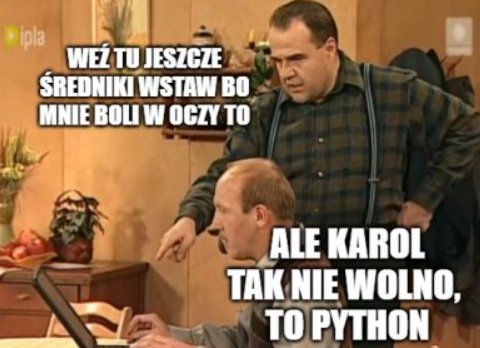 ipla
WEŹ TU JESZCZE
ŚREDNIKI WSTAW BO
MNIE BOLI W OCZY TO
ALE KAROL
TAK NIE WOLNO,
TO PYTHON